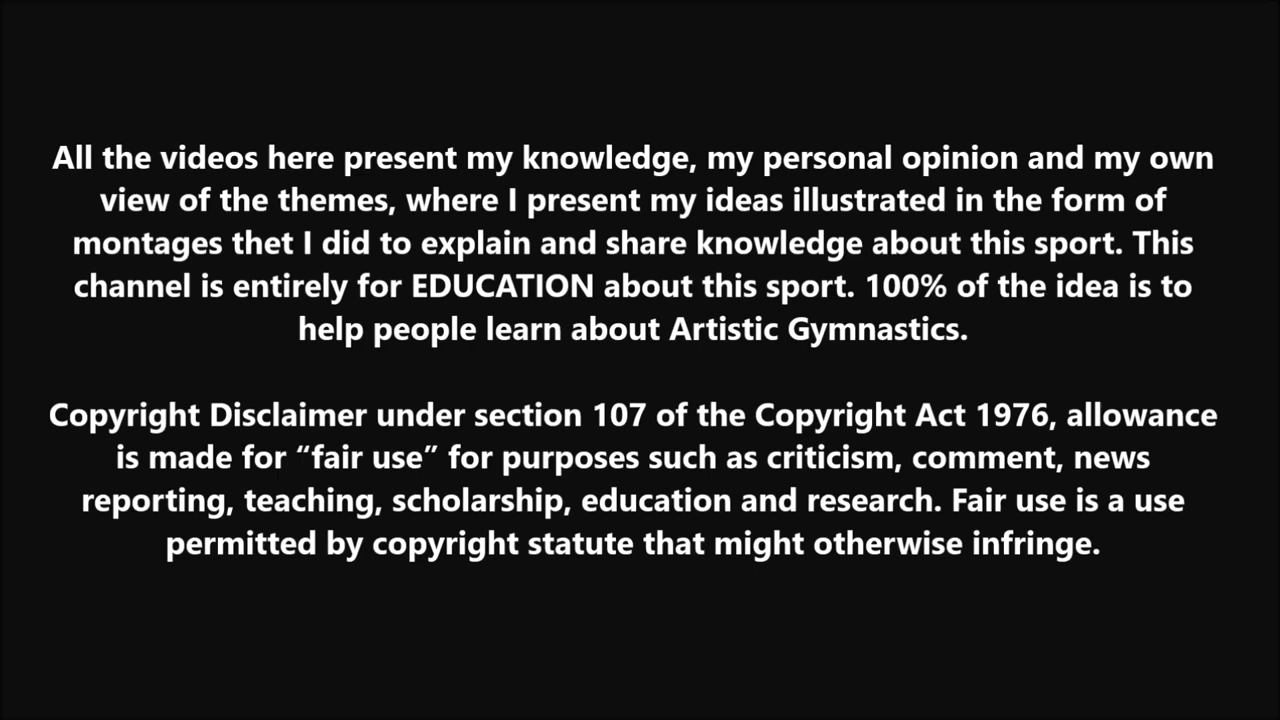 All the videos here present my knowledge, my personal opinion and my own
view of the themes, where I present my ideas illustrated in the form of
montages thet I did to explain and share knowledge about this sport. This
channel is entirely for EDUCATION about this sport. 100% of the idea is to
help people learn about Artistic Gymnastics.
Copyright Disclaimer under section 107 of the Copyright Act 1976, allowance
is made for “fair use” for purposes such as criticism, comment, news
reporting, teaching, scholarship, education and research. Fair use is a use
permitted by copyright statute that might otherwise infringe.